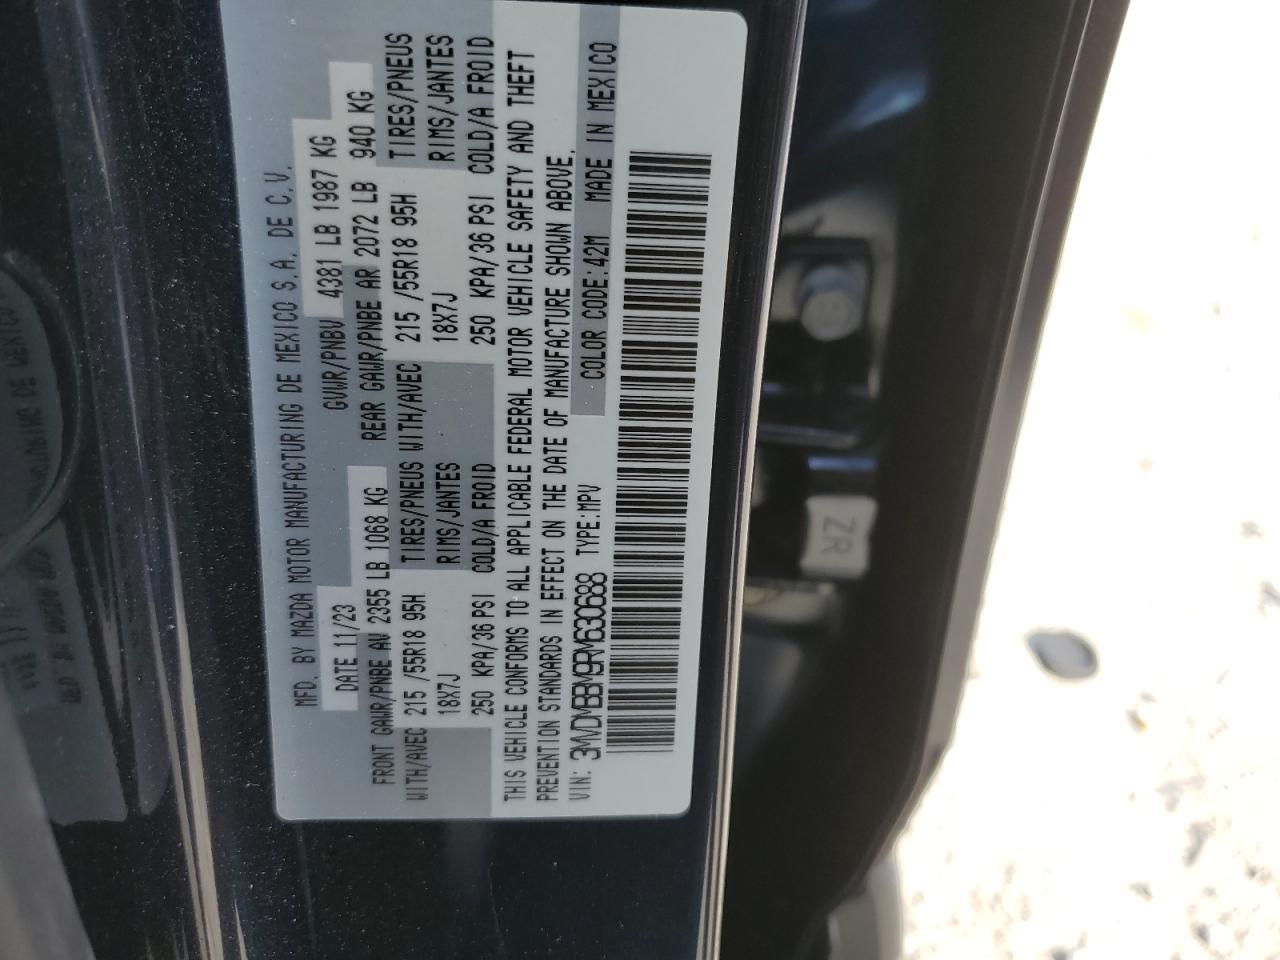 MFD. BY MAZDA MOTOR MANUFACTURING DE MEXICO S.A. DE C.V.
DATE 11/23 GVWR/PNBV 4381 LB 1987 KG
FRONT GAWR/PNBE AV 2355 LB 1068 KG REAR GAWR/PNBE AR 2072 LB 940 KG
WITH/AVEC 215 /55R18 95H TIRES/PNEUS WITH/AVEC 215 /55R18 95H TIRES/PNEUS
18X7J RIMS/JANTES 18X7J RIMS/JANTES
250 KPA/36 PSI COLD/A FROID 250 KPA/36 PSI COLD/A FROID
THIS VEHICLE CONFORMS TO ALL APPLICABLE FEDERAL MOTOR VEHICLE SAFETY AND THEFT
PREVENTION STANDARDS IN EFFECT ON THE DATE OF MANUFACTURE SHOWN ABOVE.
VIN: 3MVDMBBM9RM630688 TYPE:MPV COLOR CODE:42M MADE IN MEXICO
ZR